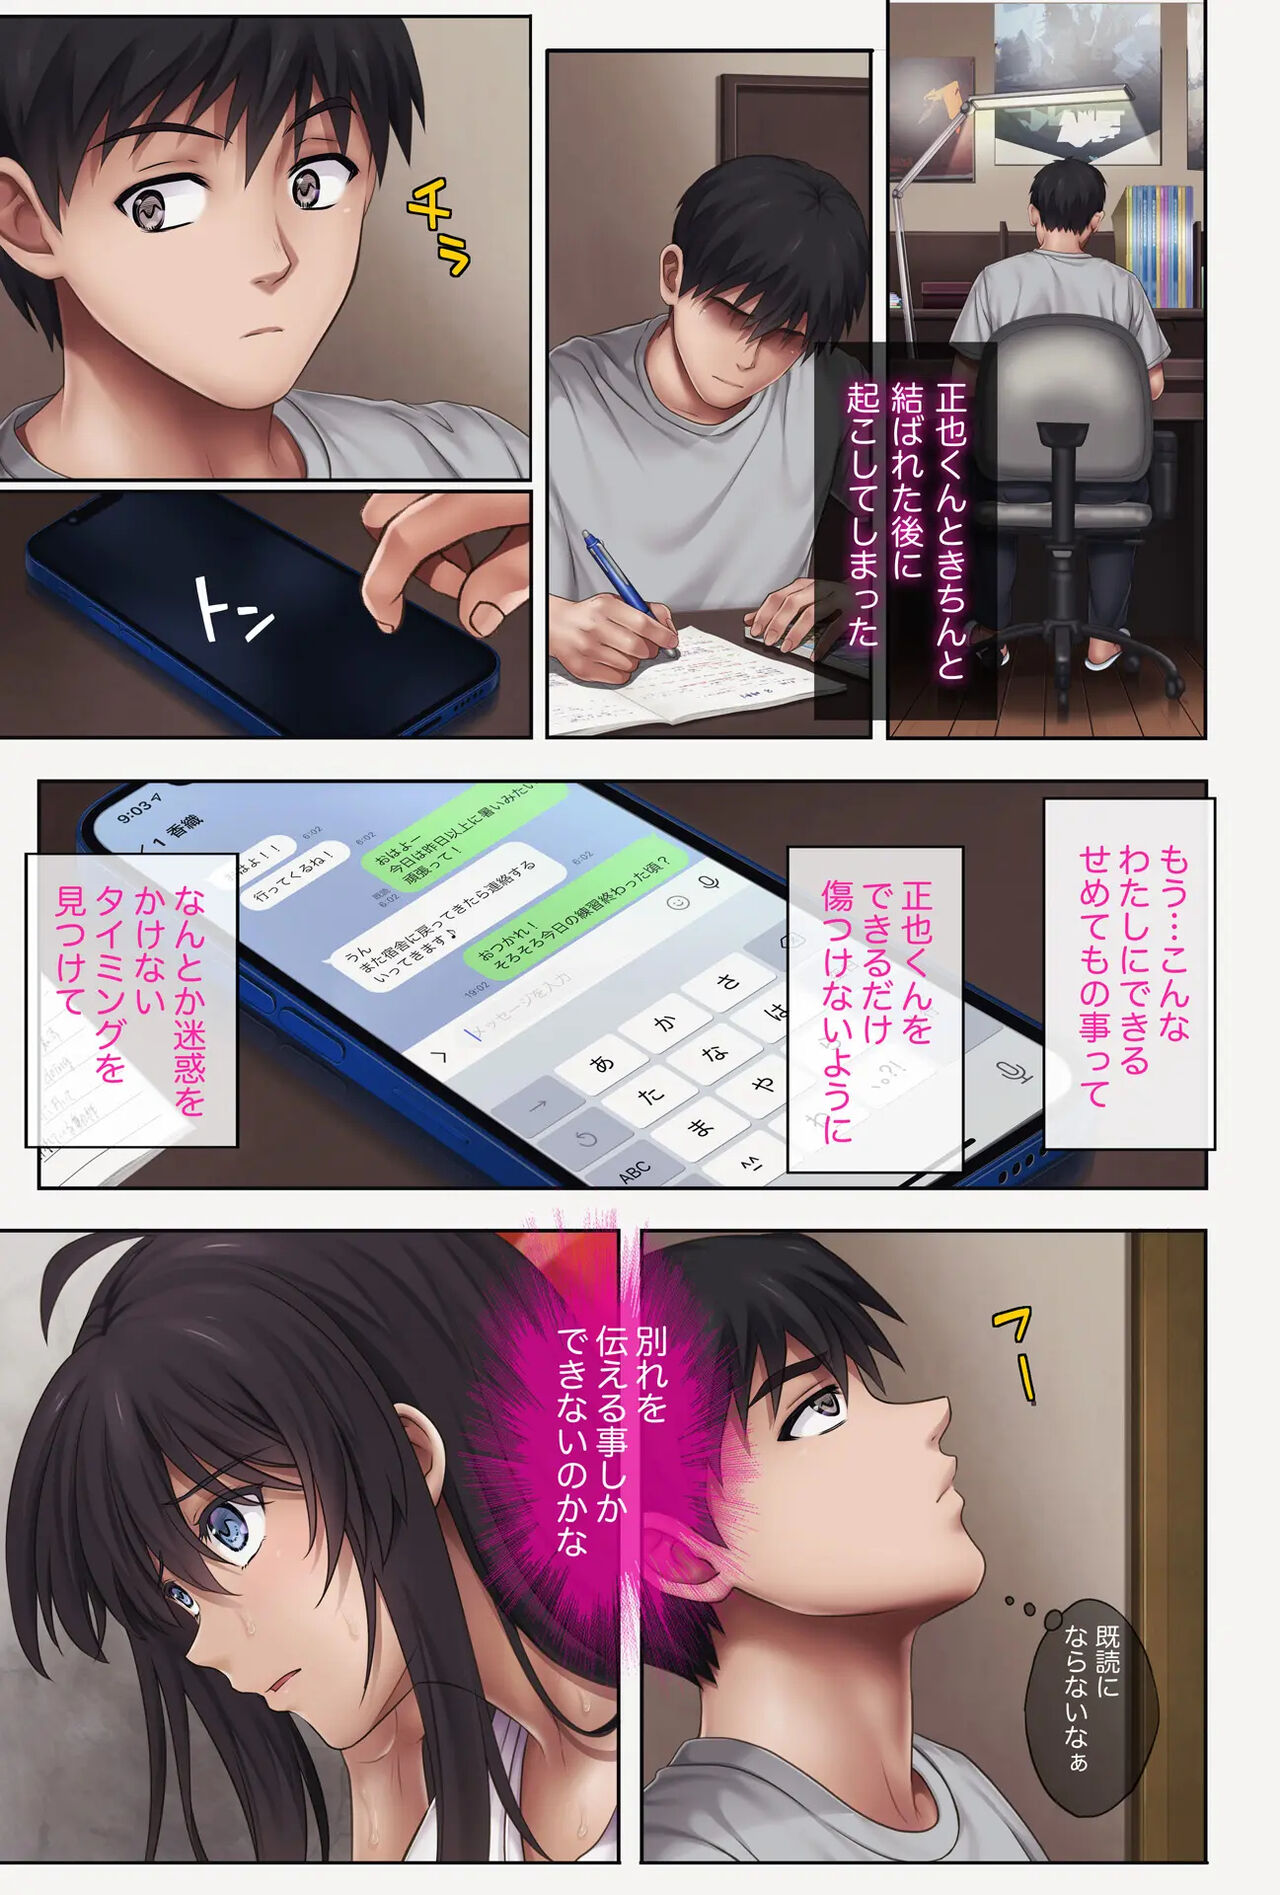 正也くんときちんと
結ばれた後に
起こしてしまった
チラ
トン
もう…こんな
わたしにできる
せめてもの事って
正也くんを
できるだけ
傷つけないように
なんとか迷惑を
かけない
タイミングを
見つけて
9:03
く1 香織
おはよ！！
6:02
行ってくるね！
6:02
おはよー
今日は昨日以上に暑いみたい
頑張って！
既読
6:02
うん
また宿舎に戻ってきたら連絡する
いってきます♪
6:02
おつかれ！
そろそろ今日の練習終わった頃？
19:02
メッセージを入力
あ
か
さ
た
な
は
ま
や
ABC
^^
わ
。?!
フー
既読に
ならないなぁ
別れを
伝える事しか
できないのかな